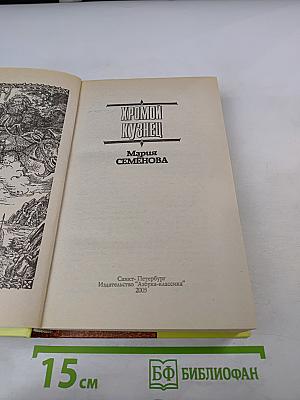 ХРОМОЙ
КУЗНЕЦ
Мария
СЕМЕНОВА
Санкт-Петербург
Издательство "Азбука-классика"
2005
15 см
БФ БИБЛИОФАН